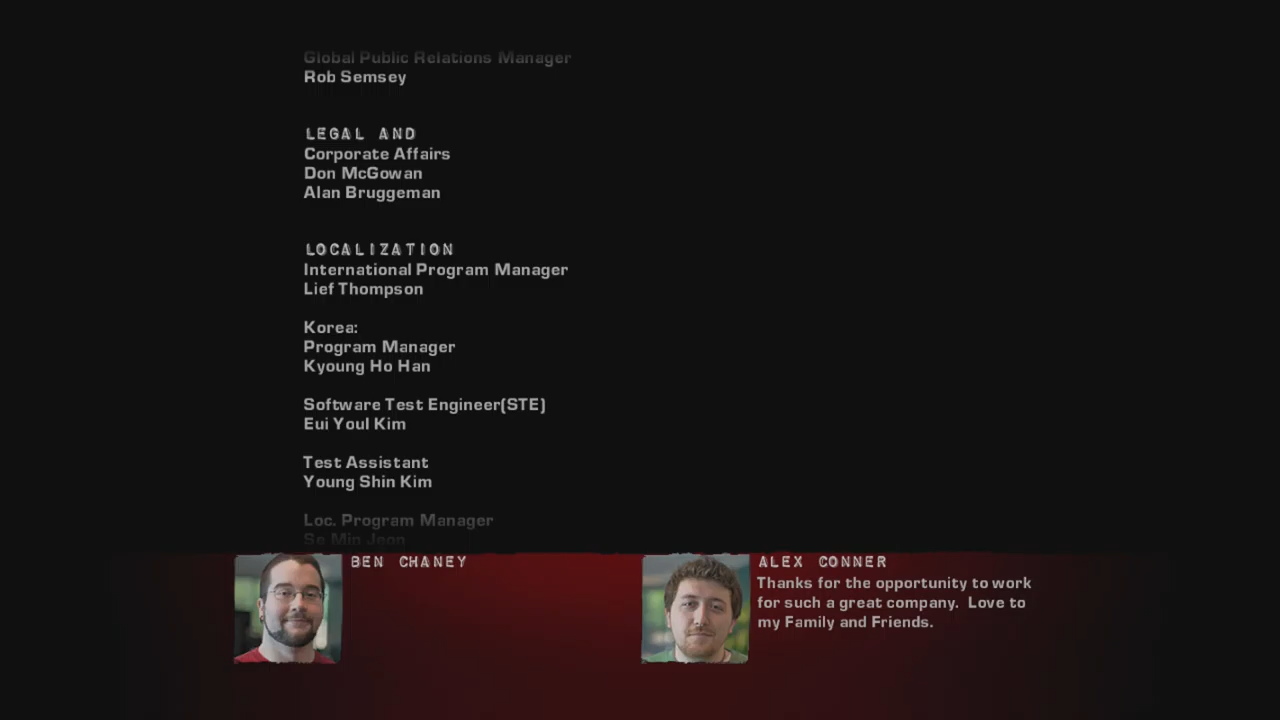 Global Public Relations Manager
Rob Semsey
LEGAL AND
Corporate Affairs
Don McGowan
Alan Bruggeman
LOCALIZATION
International Program Manager
Lief Thompson
Korea:
Program Manager
Kyoung Ho Han
Software Test Engineer(STE)
Eui Youl Kim
Test Assistant
Young Shin Kim
Loc. Program Manager
Se Min Jeon
BEN CHANEY
ALEX CONNER
Thanks for the opportunity to work
for such a great company.  Love to
my Family and Friends.